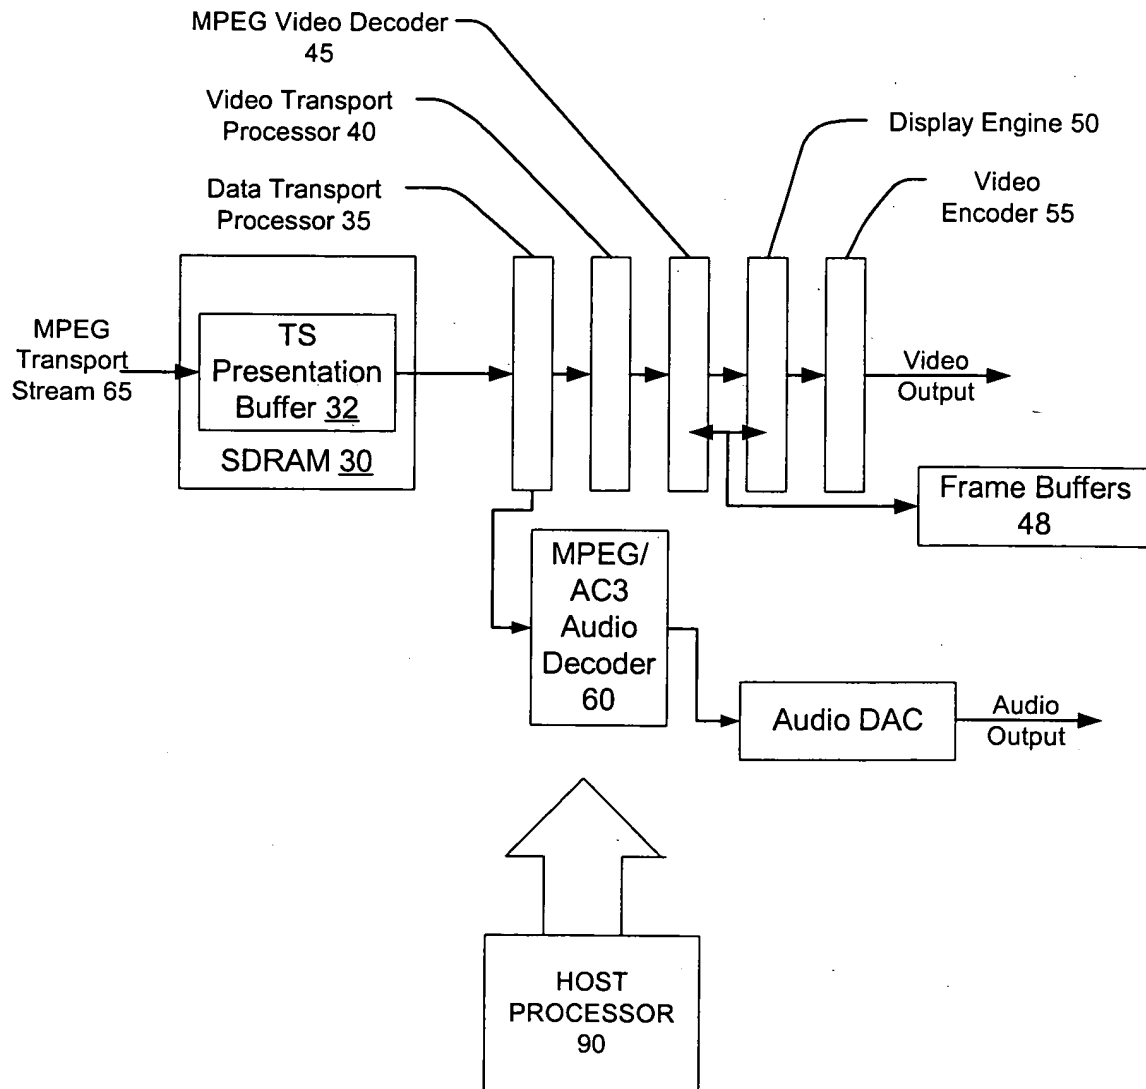 MPEG Video Decoder
45
Video Transport
Processor 40
Data Transport
Processor 35
Display Engine 50
Video
Encoder 55
MPEG
Transport
Stream 65
TS
Presentation
Buffer 32
SDRAM 30
Video
Output
Frame Buffers
48
MPEG/
AC3
Audio
Decoder
60
Audio DAC
Audio
Output
HOST
PROCESSOR
90